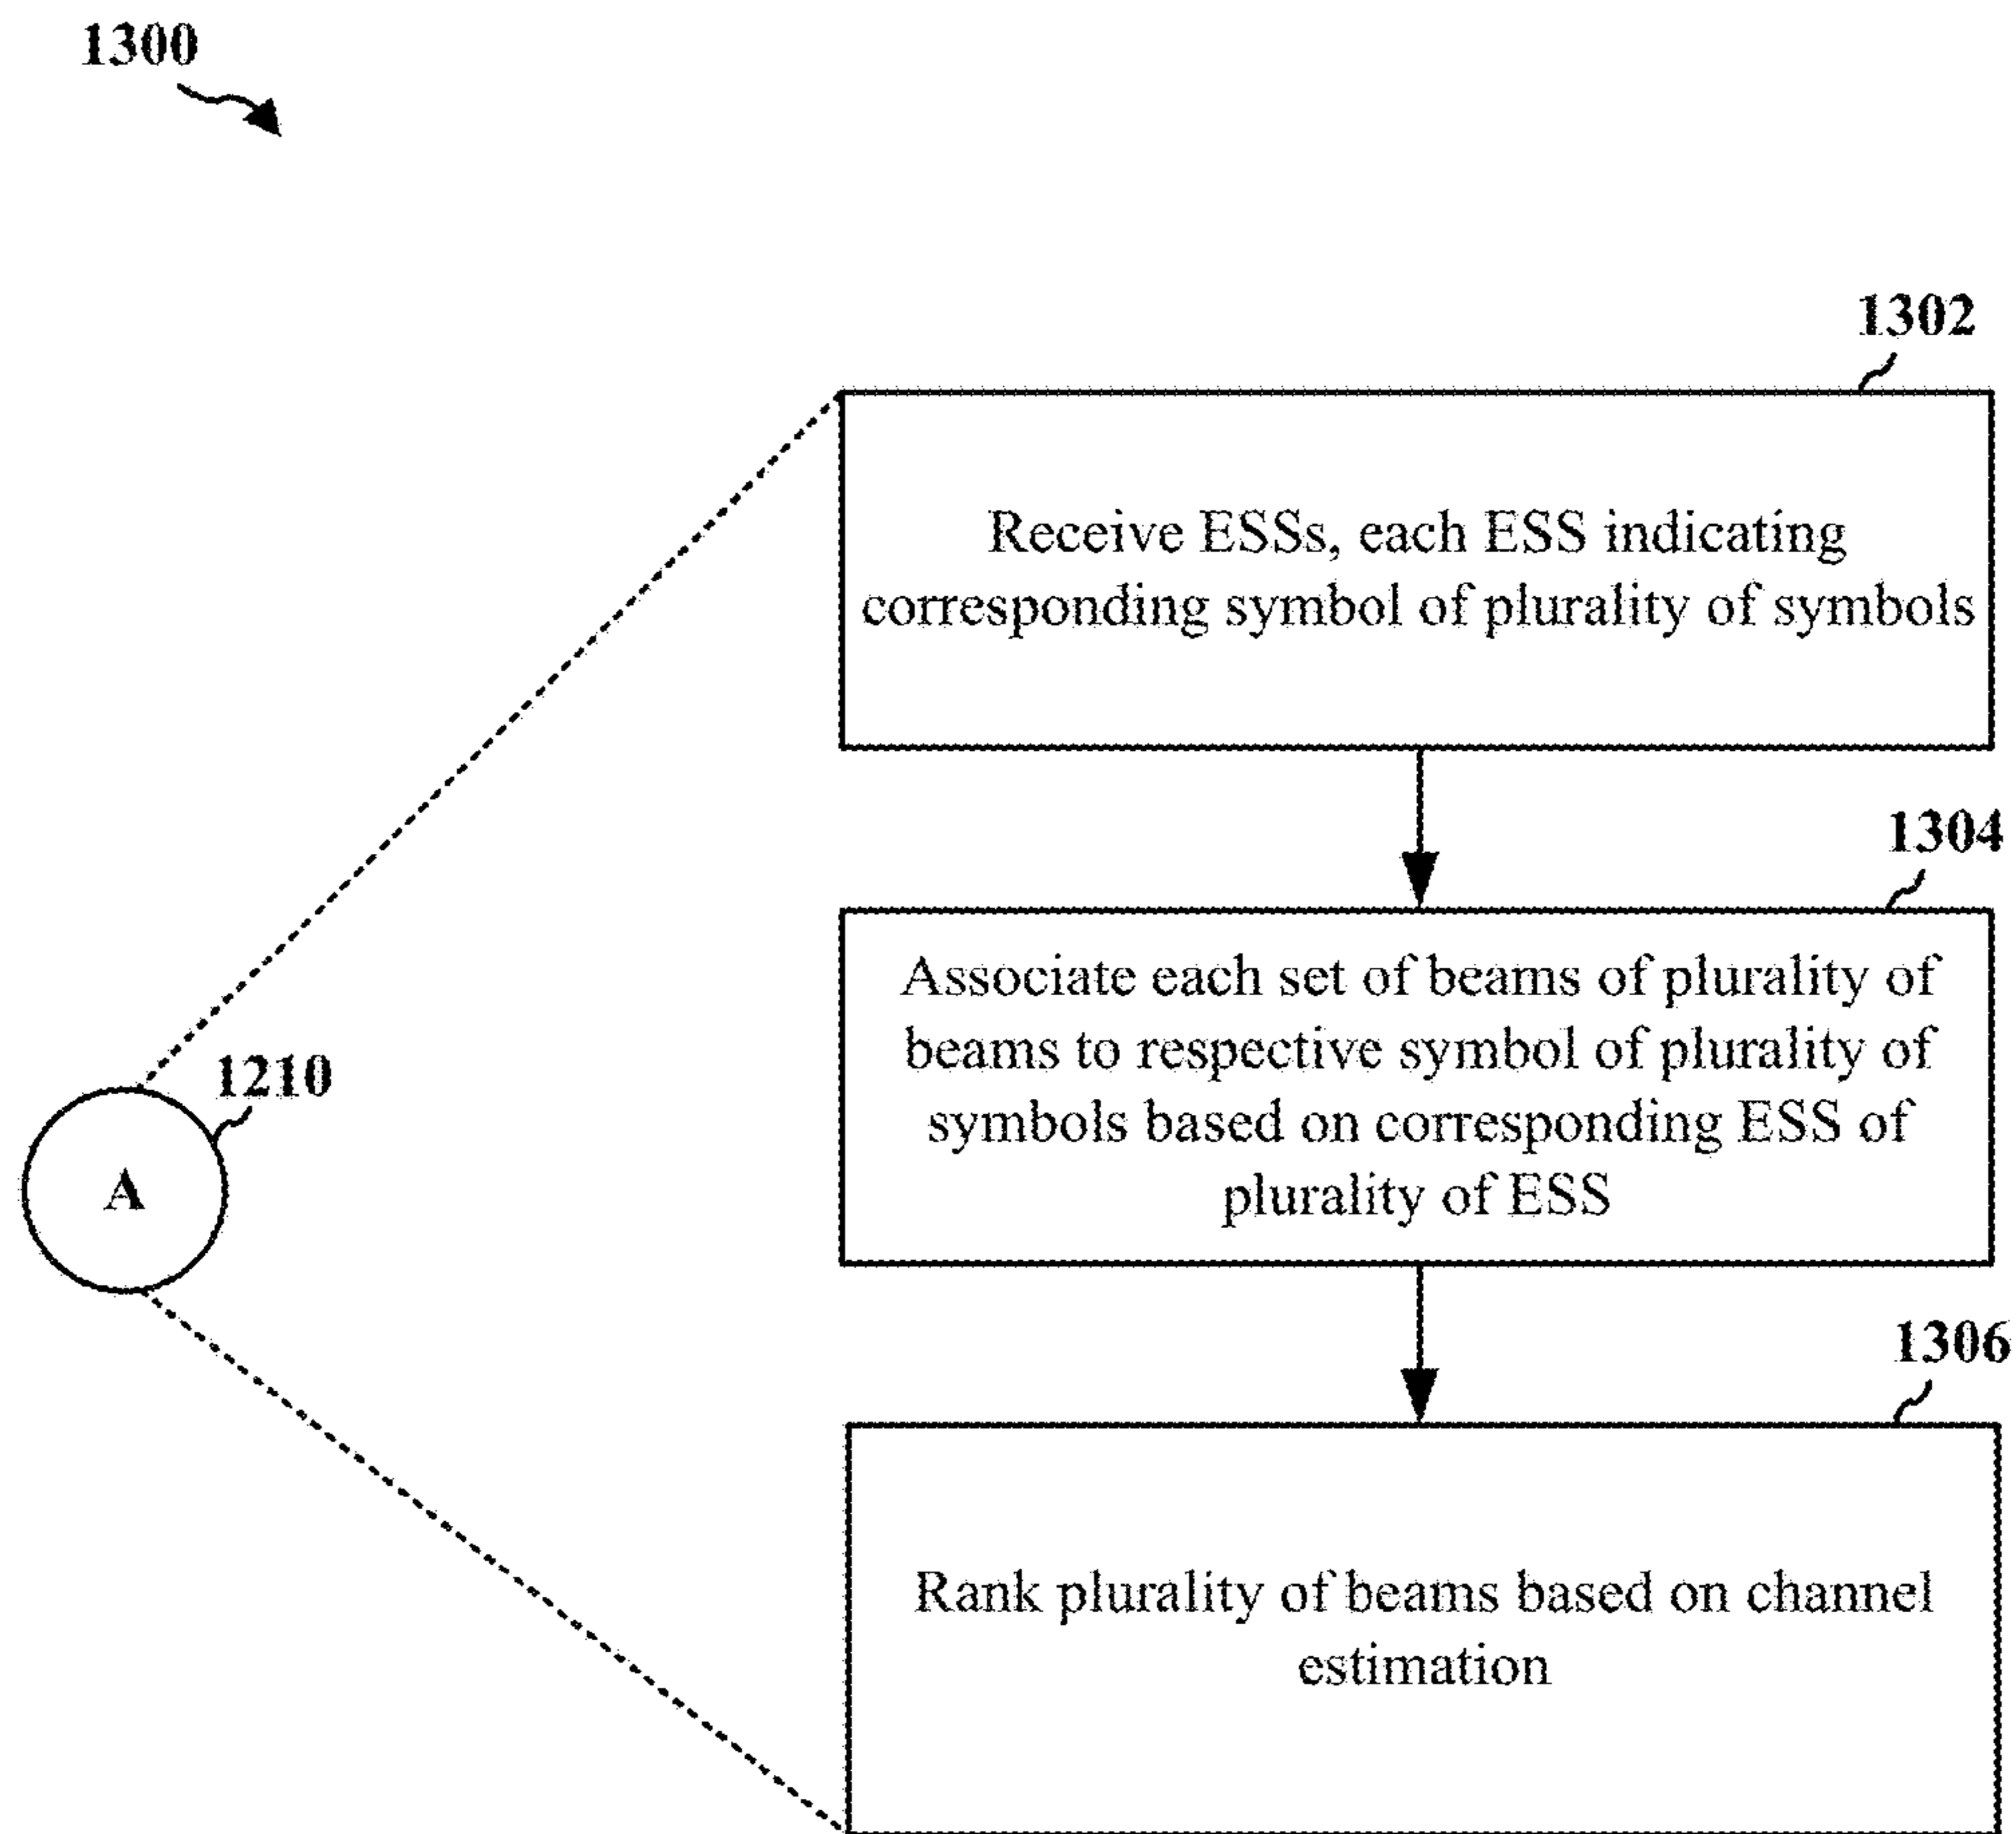 1300
1302
Receive ESSs, each ESS indicating
corresponding symbol of plurality of symbols
1304
Associate each set of beams of plurality of
beams to respective symbol of plurality of
symbols based on corresponding ESS of
plurality of ESS
1210
A
1306
Rank plurality of beams based on channel
estimation